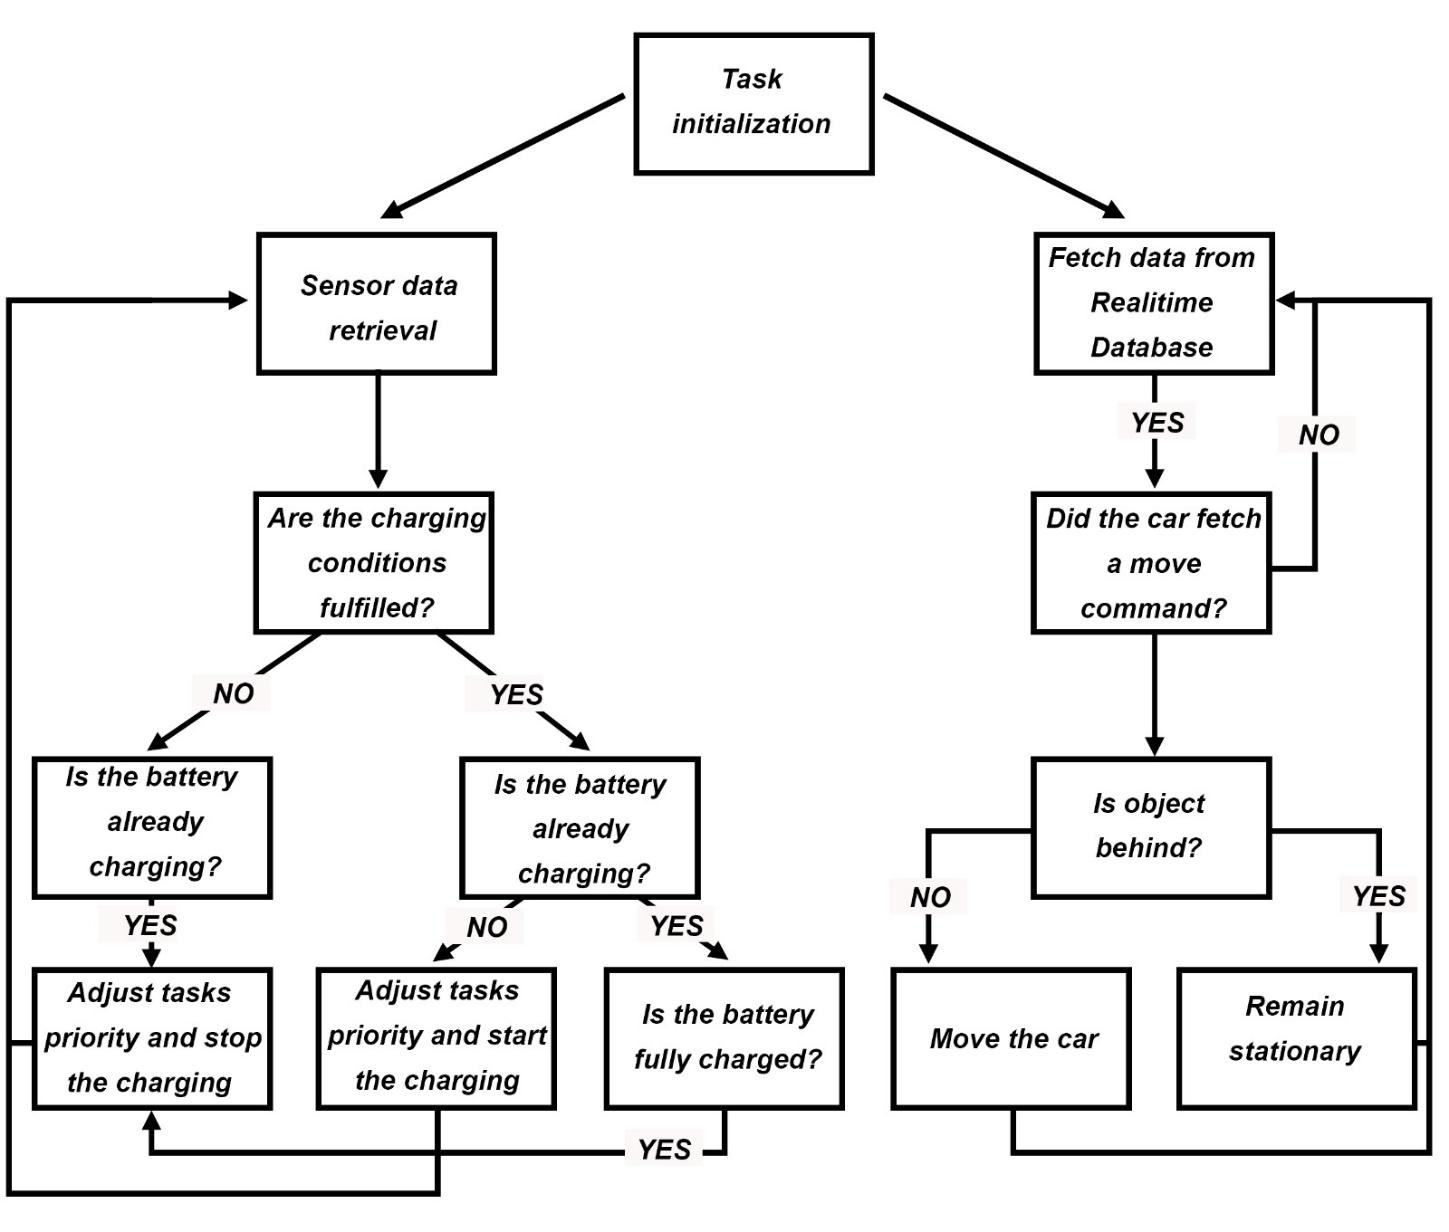 Task
initialization
Sensor data
retrieval
Fetch data from
Realitime
Database
YES
NO
Are the charging
conditions
fulfilled?
Did the car fetch
a move
command?
NO
YES
Is the battery
already
charging?
Is the battery
already
charging?
Is object
behind?
YES
NO
YES
NO
YES
Adjust tasks
priority and stop
the charging
Adjust tasks
priority and start
the charging
Is the battery
fully charged?
Move the car
Remain
stationary
YES